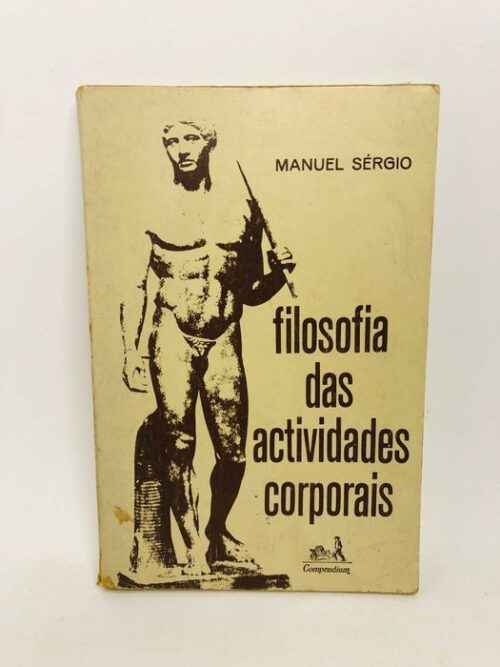 MANUEL SÉRGIO
filosofia
das
actividades
corporais
Compendium